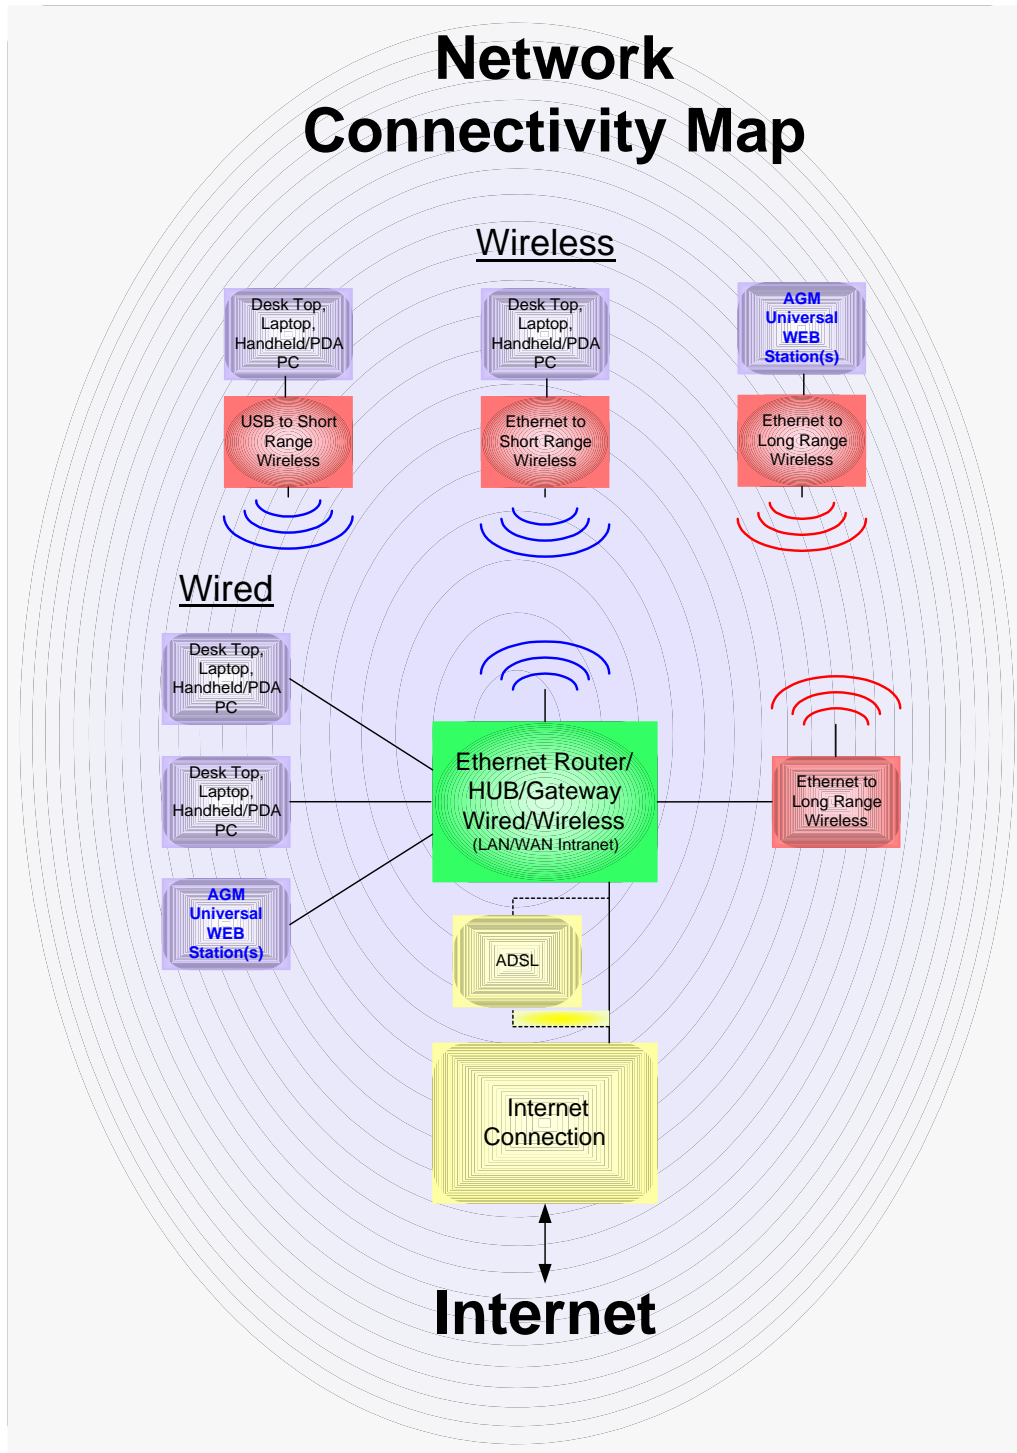 Network
Connectivity Map
Wireless
Desk Top,
Laptop,
Handheld/PDA
PC
Desk Top,
Laptop,
Handheld/PDA
PC
AGM
Universal
WEB
Station(s)
USB to Short
Range
Wireless
Ethernet to
Short Range
Wireless
Ethernet to
Long Range
Wireless
Wired
Desk Top,
Laptop,
Handheld/PDA
PC
Desk Top,
Laptop,
Handheld/PDA
PC
AGM
Universal
WEB
Station(s)
Ethernet Router/
HUB/Gateway
Wired/Wireless
(LAN/WAN Intranet)
Ethernet to
Long Range
Wireless
ADSL
Internet
Connection
Internet